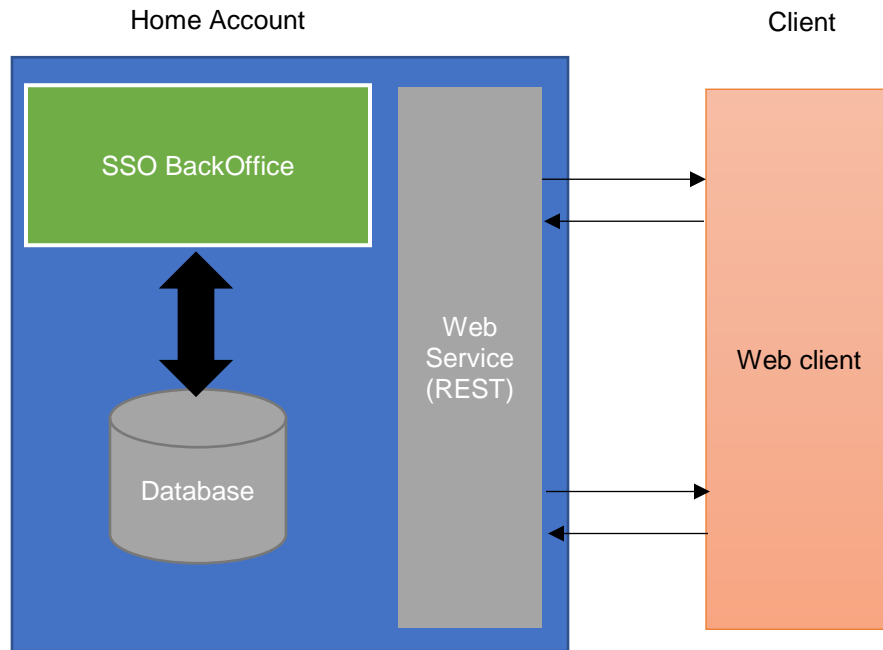 Home Account
Client
SSO BackOffice
Web
Service
(REST)
Web client
Database